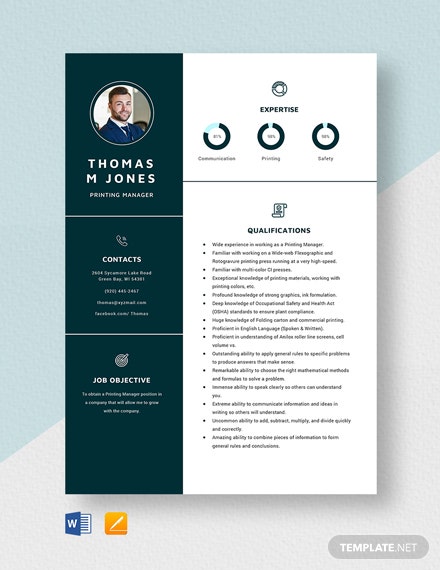 THOMAS
M JONES
PRINTING MANAGER
CONTACTS
3604 Sycamore Lake Road
Green Bay, WI 54301
(920) 445-2467
thomas@xyzmail.com
facebook.com/ Thomas
JOB OBJECTIVE
To obtain a Printing Manager position in
a company that will allow me to grow
with the company.
EXPERTISE
81%
Communication
Printing
Safety
QUALIFICATIONS
• Wide experience in working as a Printing Manager.
• Familiar with working on a Wide-web Flexographic and
Rotogravure printing press running at a very high-speed.
• Familiar with multi-color CI presses.
• Exceptional knowledge of printing materials, working with
printing colors, etc.
• Profound knowledge of strong graphics, ink formulation.
• Deep knowledge of Occupational Safety and Health Act
(OSHA) standards to ensure plant compliance.
• Huge knowledge of Folding carton and commercial printing.
• Proficient in English Language (Spoken & Written).
• Proficient in understanding of Anilox roller line screens, cell
volume vs.
• Outstanding ability to apply general rules to specific problems
to produce answers that make sense.
• Remarkable ability to choose the right mathematical methods
and formulas to solve a problem.
• Immense ability to speak clearly so others can understand
you.
• Extreme ability to communicate information and ideas in
writing so others will understand.
• Uncommon ability to add, subtract, multiply, and divide quickly
and correctly.
• Amazing ability to combine pieces of information to form
general rules and conclusions.
W
TEMPLATE.NET